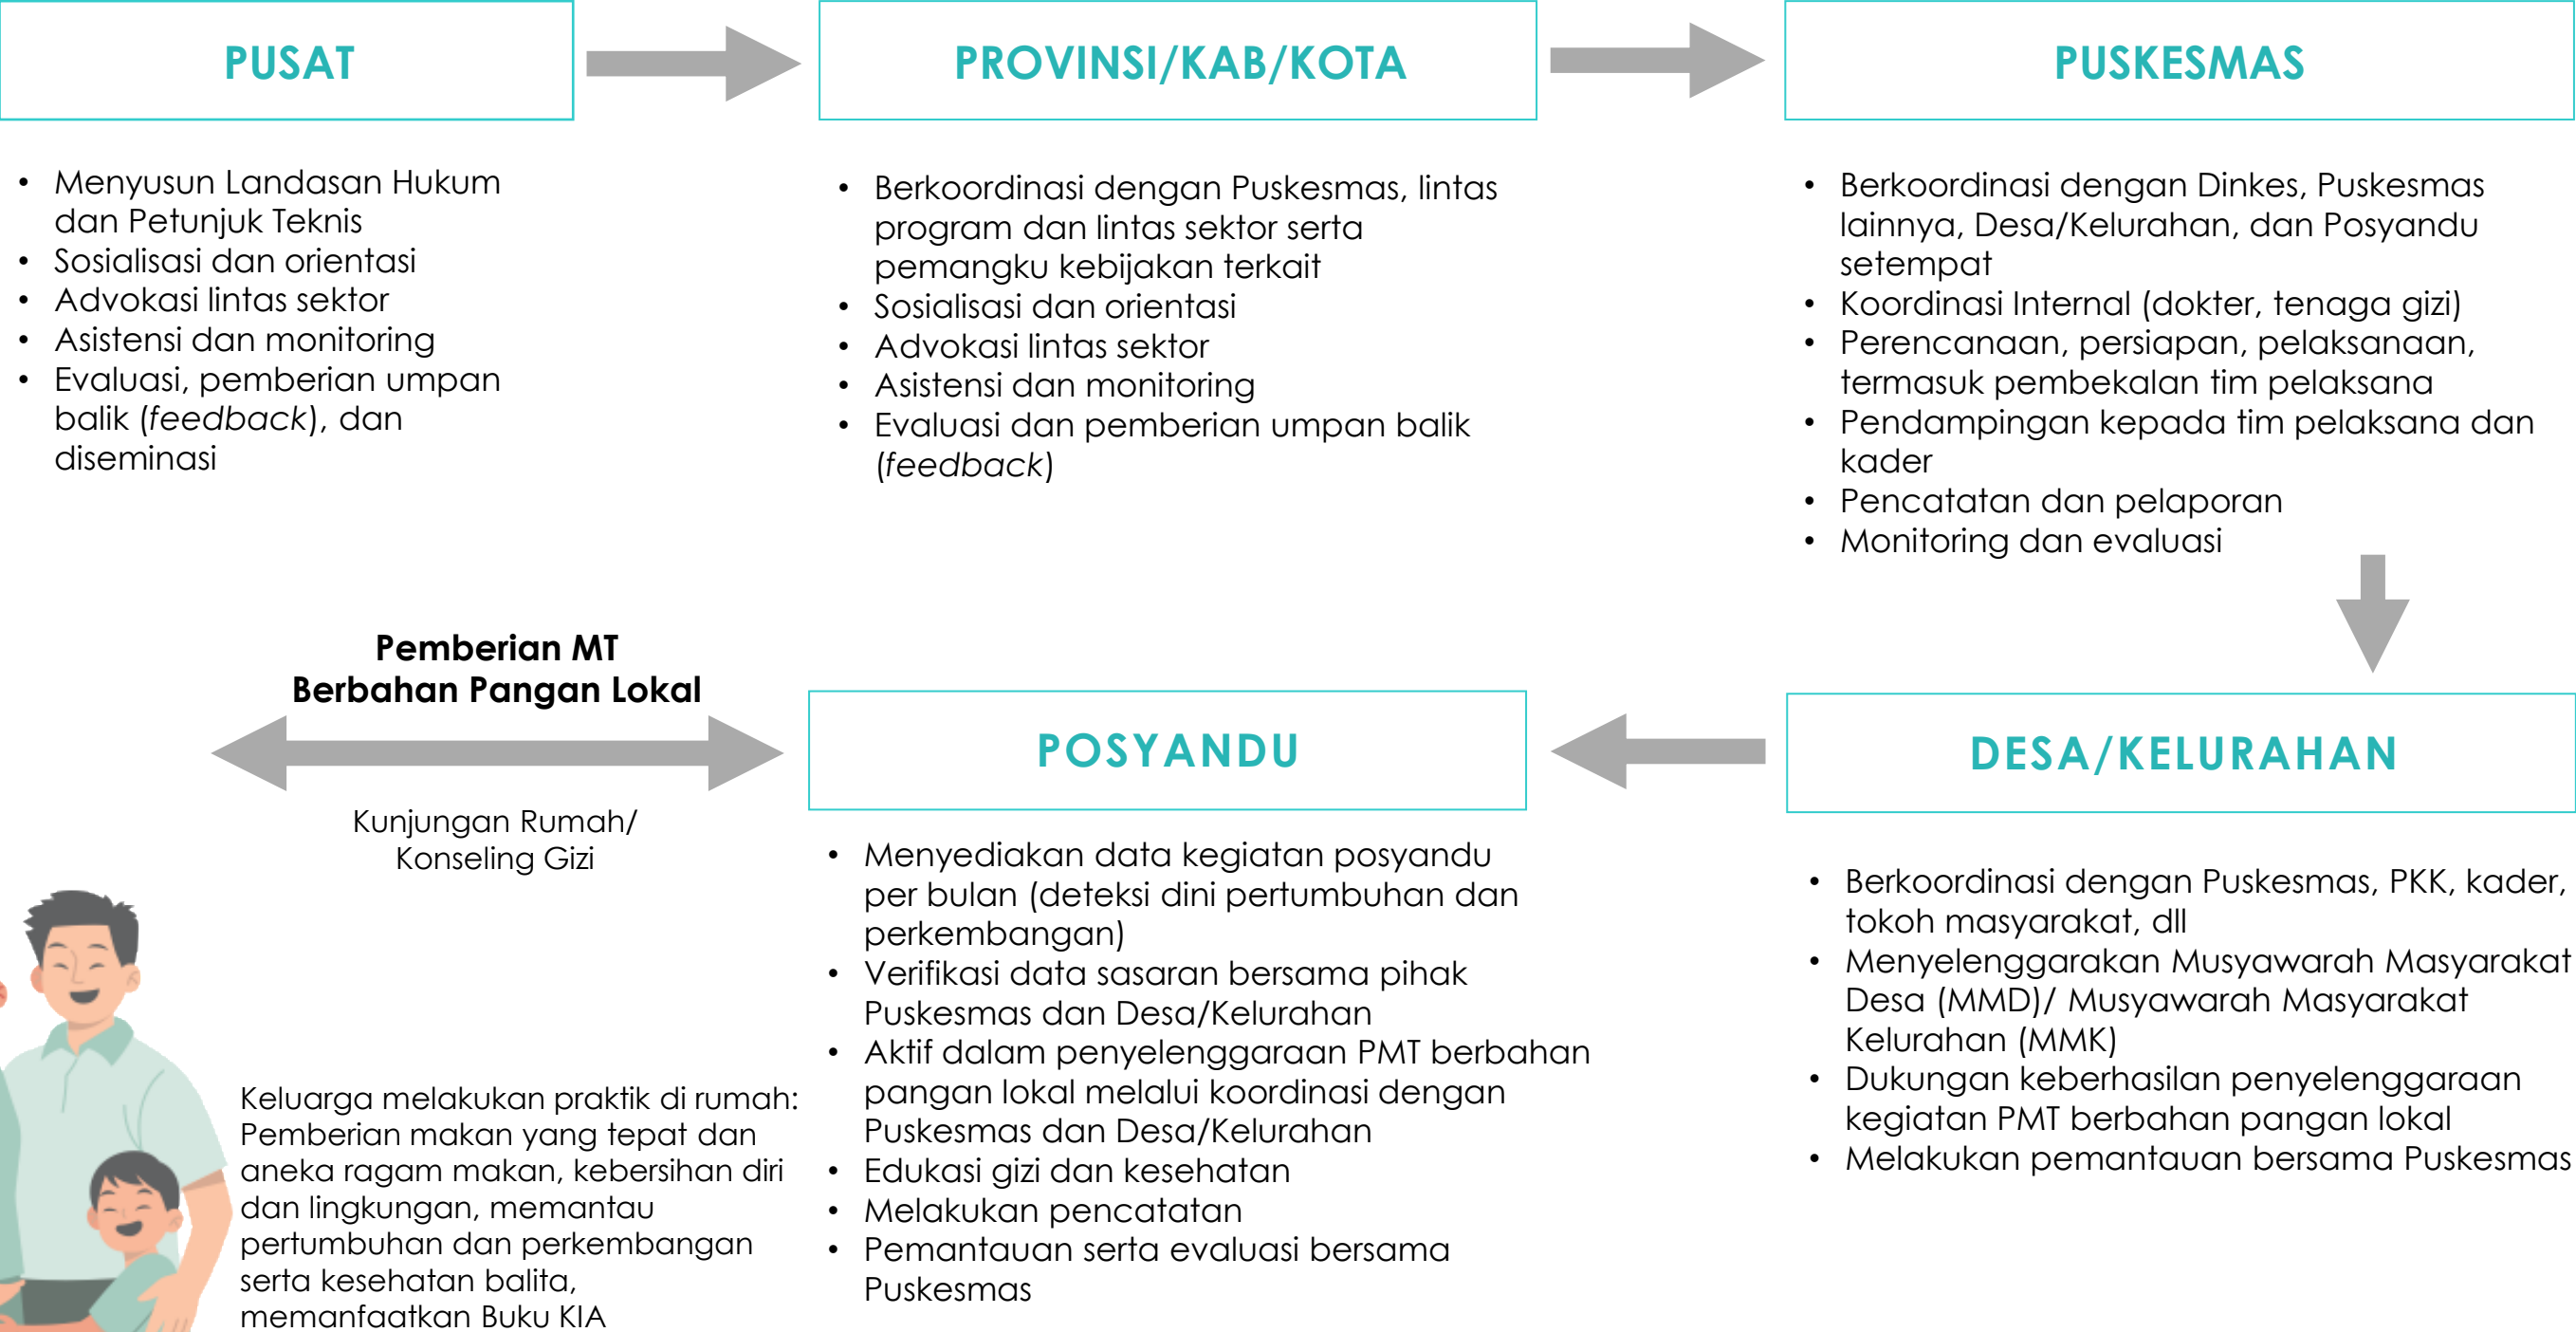 PUSAT
• Menyusun Landasan Hukum
dan Petunjuk Teknis
• Sosialisasi dan orientasi
• Advokasi lintas sektor
• Asistensi dan monitoring
• Evaluasi, pemberian umpan
balik (feedback), dan
diseminasi
PROVINSI/KAB/KOTA
• Berkoordinasi dengan Puskesmas, lintas
program dan lintas sektor serta
pemangku kebijakan terkait
• Sosialisasi dan orientasi
• Advokasi lintas sektor
• Asistensi dan monitoring
• Evaluasi dan pemberian umpan balik
(feedback)
PUSKESMAS
• Berkoordinasi dengan Dinkes, Puskesmas
lainnya, Desa/Kelurahan, dan Posyandu
setempat
• Koordinasi Internal (dokter, tenaga gizi)
• Perencanaan, persiapan, pelaksanaan,
termasuk pembekalan tim pelaksana
• Pendampingan kepada tim pelaksana dan
kader
• Pencatatan dan pelaporan
• Monitoring dan evaluasi
DESA/KELURAHAN
• Berkoordinasi dengan Puskesmas, PKK, kader,
tokoh masyarakat, dll
• Menyelenggarakan Musyawarah Masyarakat
Desa (MMD)/ Musyawarah Masyarakat
Kelurahan (MMK)
• Dukungan keberhasilan penyelenggaraan
kegiatan PMT berbahan pangan lokal
• Melakukan pemantauan bersama Puskesmas
POSYANDU
• Menyediakan data kegiatan posyandu
per bulan (deteksi dini pertumbuhan dan
perkembangan)
• Verifikasi data sasaran bersama pihak
Puskesmas dan Desa/Kelurahan
• Aktif dalam penyelenggaraan PMT berbahan
pangan lokal melalui koordinasi dengan
Puskesmas dan Desa/Kelurahan
• Edukasi gizi dan kesehatan
• Melakukan pencatatan
• Pemantauan serta evaluasi bersama
Puskesmas
Pemberian MT
Berbahan Pangan Lokal
Kunjungan Rumah/
Konseling Gizi
Keluarga melakukan praktik di rumah:
Pemberian makan yang tepat dan
aneka ragam makan, kebersihan diri
dan lingkungan, memantau
pertumbuhan dan perkembangan
serta kesehatan balita,
memanfaatkan Buku KIA